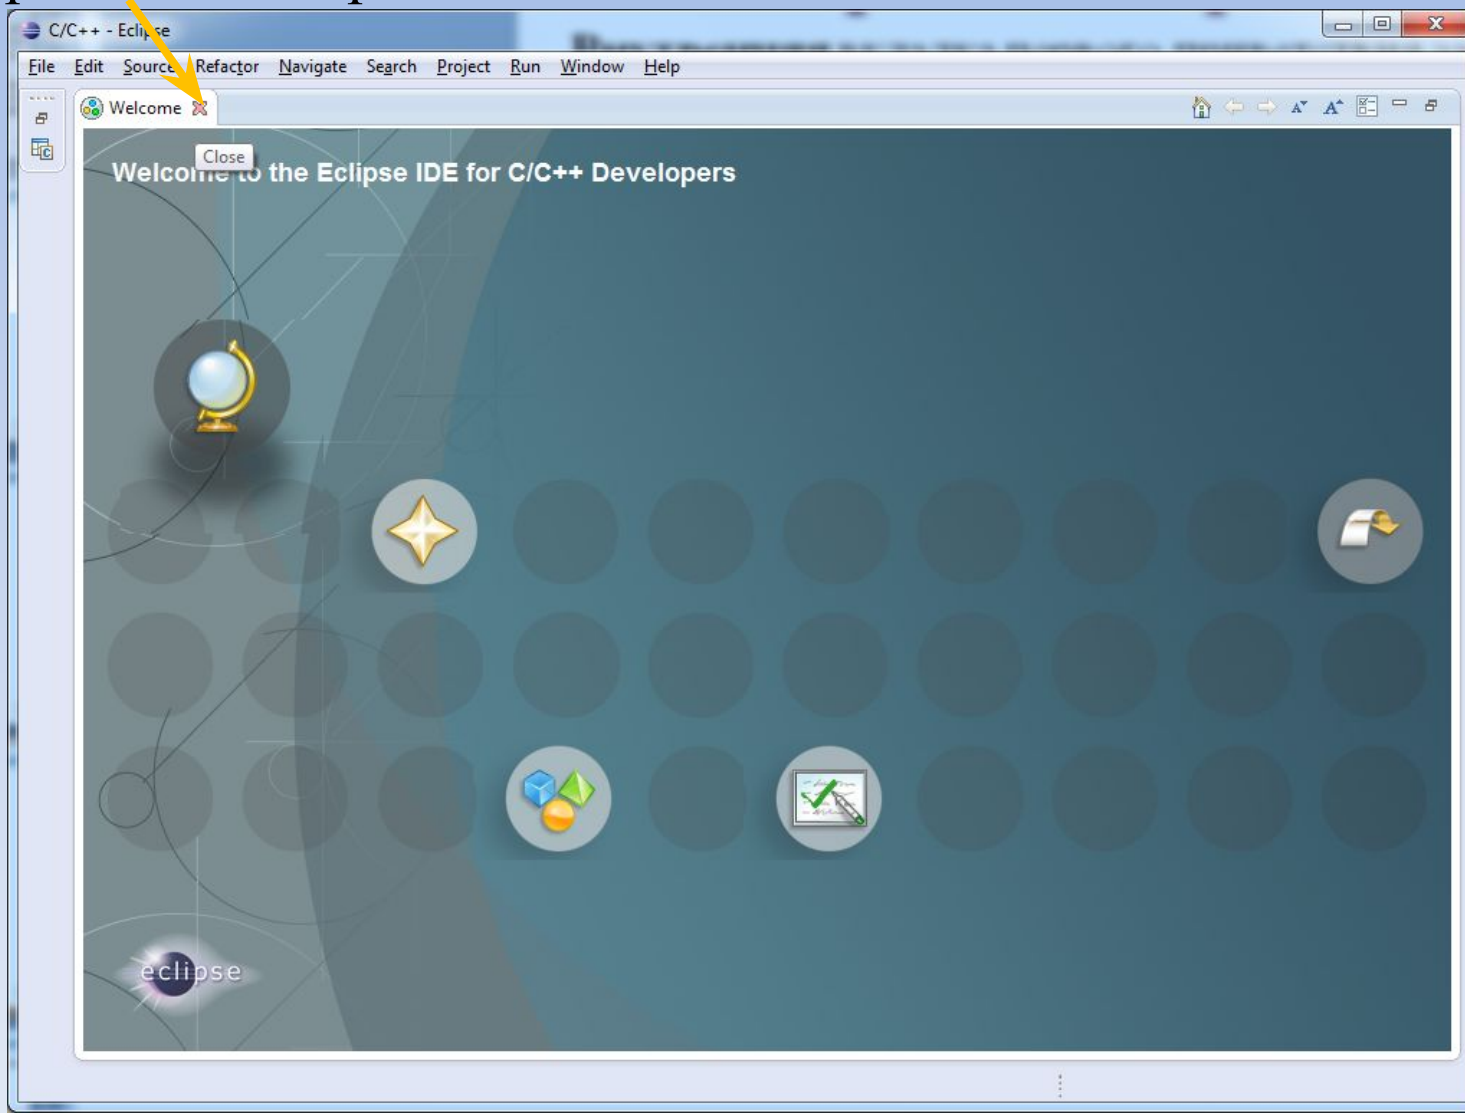 C/C++ - Eclipse
File Edit Source Refactor Navigate Search Project Run Window Help
Welcome
Close
Welcome to the Eclipse IDE for C/C++ Developers
eclipse